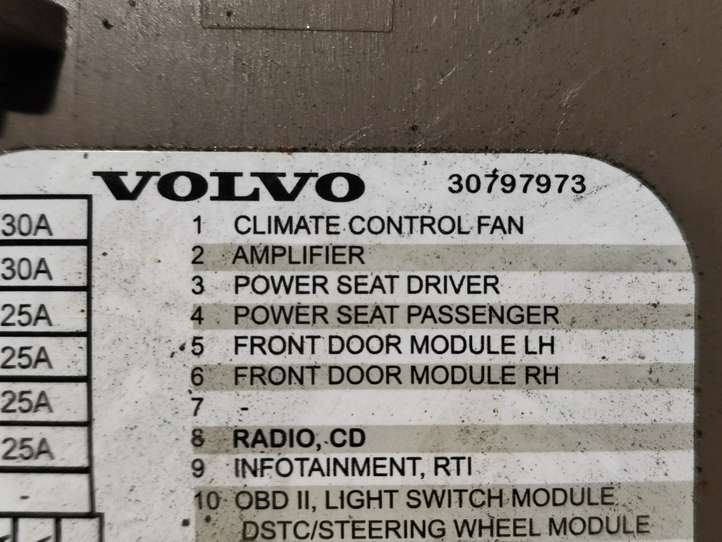 VOLVO 30797973
30A
30A
25A
25A
25A
25A
-
1 CLIMATE CONTROL FAN
2 AMPLIFIER
3 POWER SEAT DRIVER
4 POWER SEAT PASSENGER
5 FRONT DOOR MODULE LH
6 FRONT DOOR MODULE RH
7 -
8 RADIO, CD
9 INFOTAINMENT, RTI
10 OBD II, LIGHT SWITCH MODULE
DSTC/STEERING WHEEL MODULE